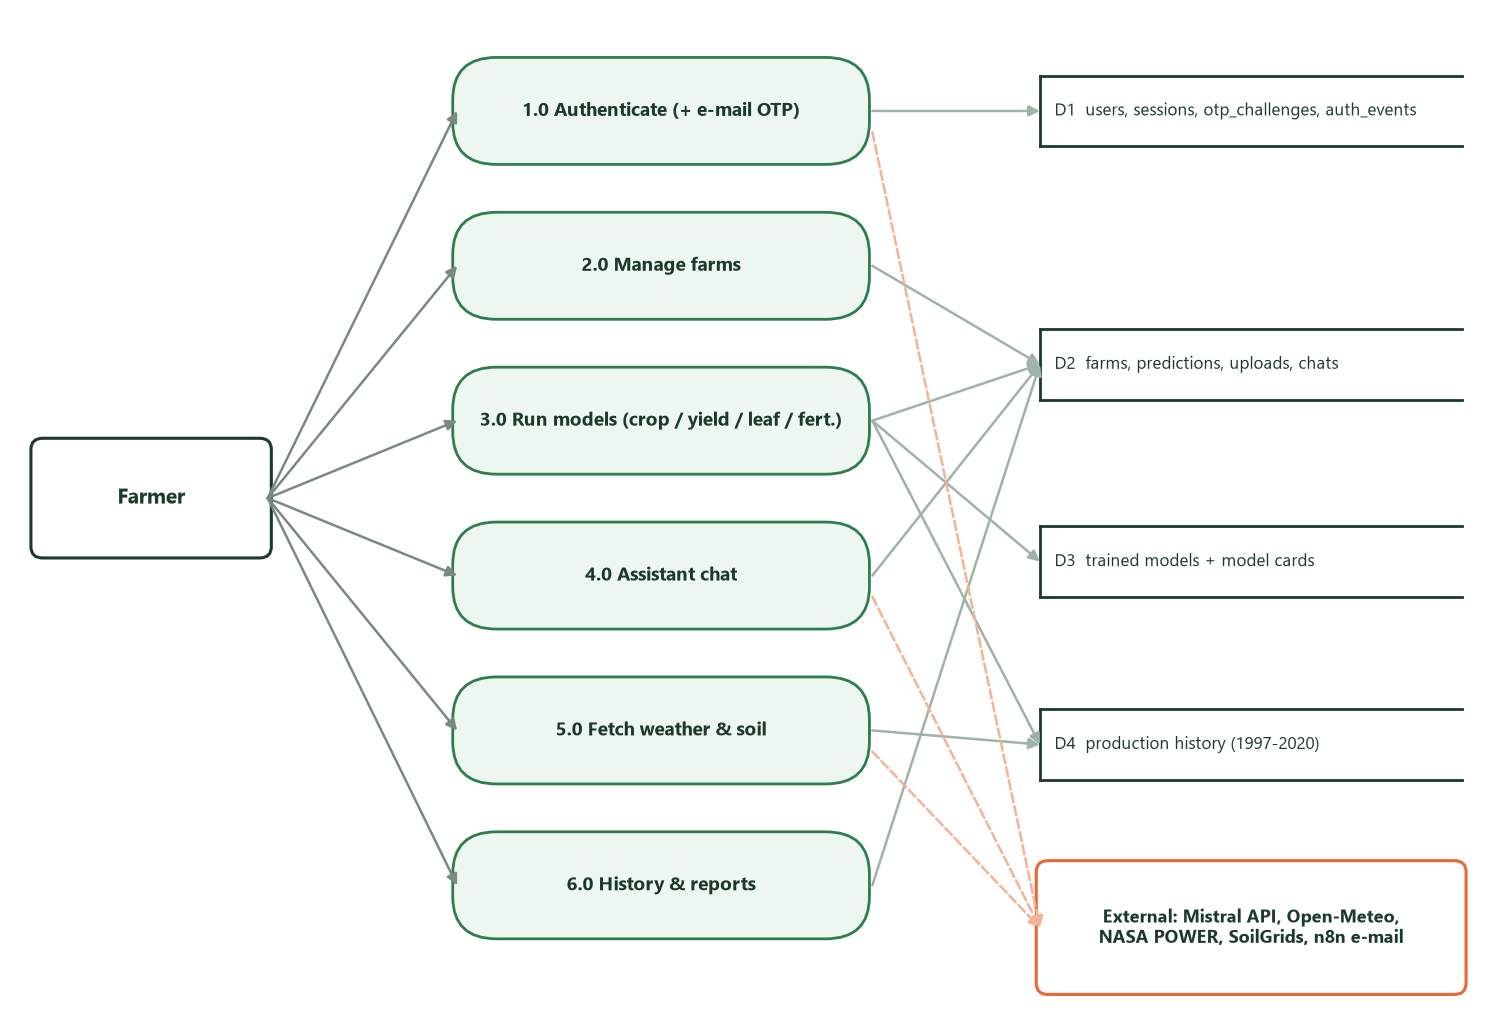 1.0 Authenticate (+ e-mail OTP)
D1 users, sessions, otp_challenges, auth_events
2.0 Manage farms
D2 farms, predictions, uploads, chats
3.0 Run models (crop / yield / leaf / fert.)
Farmer
4.0 Assistant chat
D3 trained models + model cards
5.0 Fetch weather & soil
D4 production history (1997-2020)
6.0 History & reports
External: Mistral API, Open-Meteo,
NASA POWER, SoilGrids, n8n e-mail